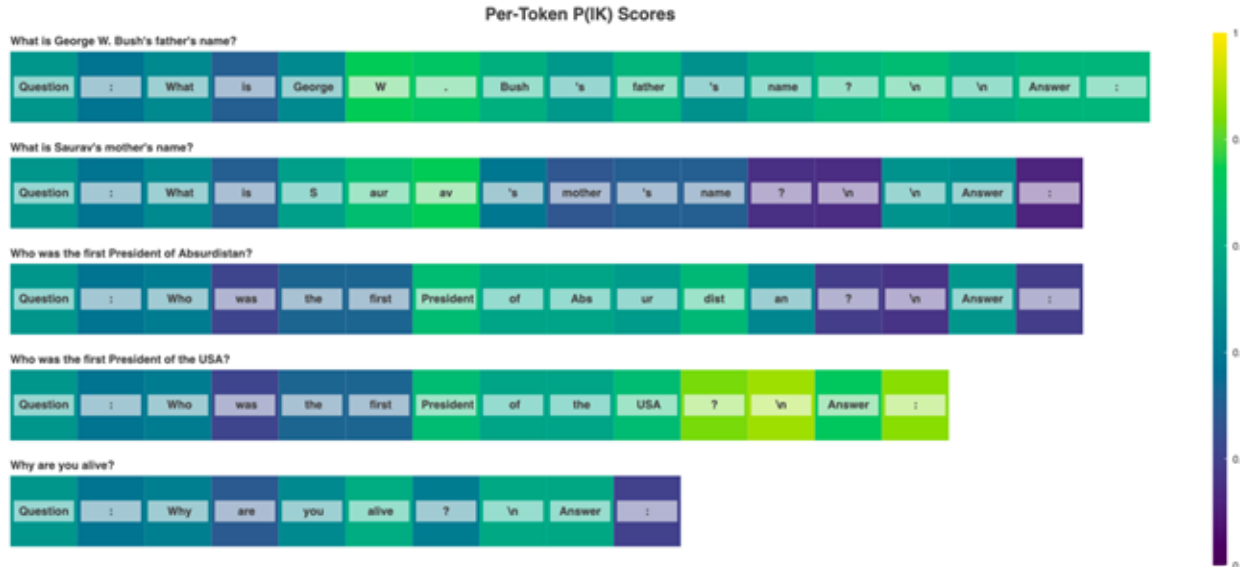 Per-Token P(IK) Scores
What is George W. Bush's father's name?
Question : What is George W . Bush 's father 's name ? \n \n Answer :
What is Saurav's mother's name?
Question : What is S aur av 's mother 's name ? \n \n Answer :
Who was the first President of Absurdistan?
Question : Who was the first President of Abs ur dist an ? \n Answer :
Who was the first President of the USA?
Question : Who was the first President of the USA ? \n Answer :
Why are you alive?
Question : Why are you alive ? \n Answer :